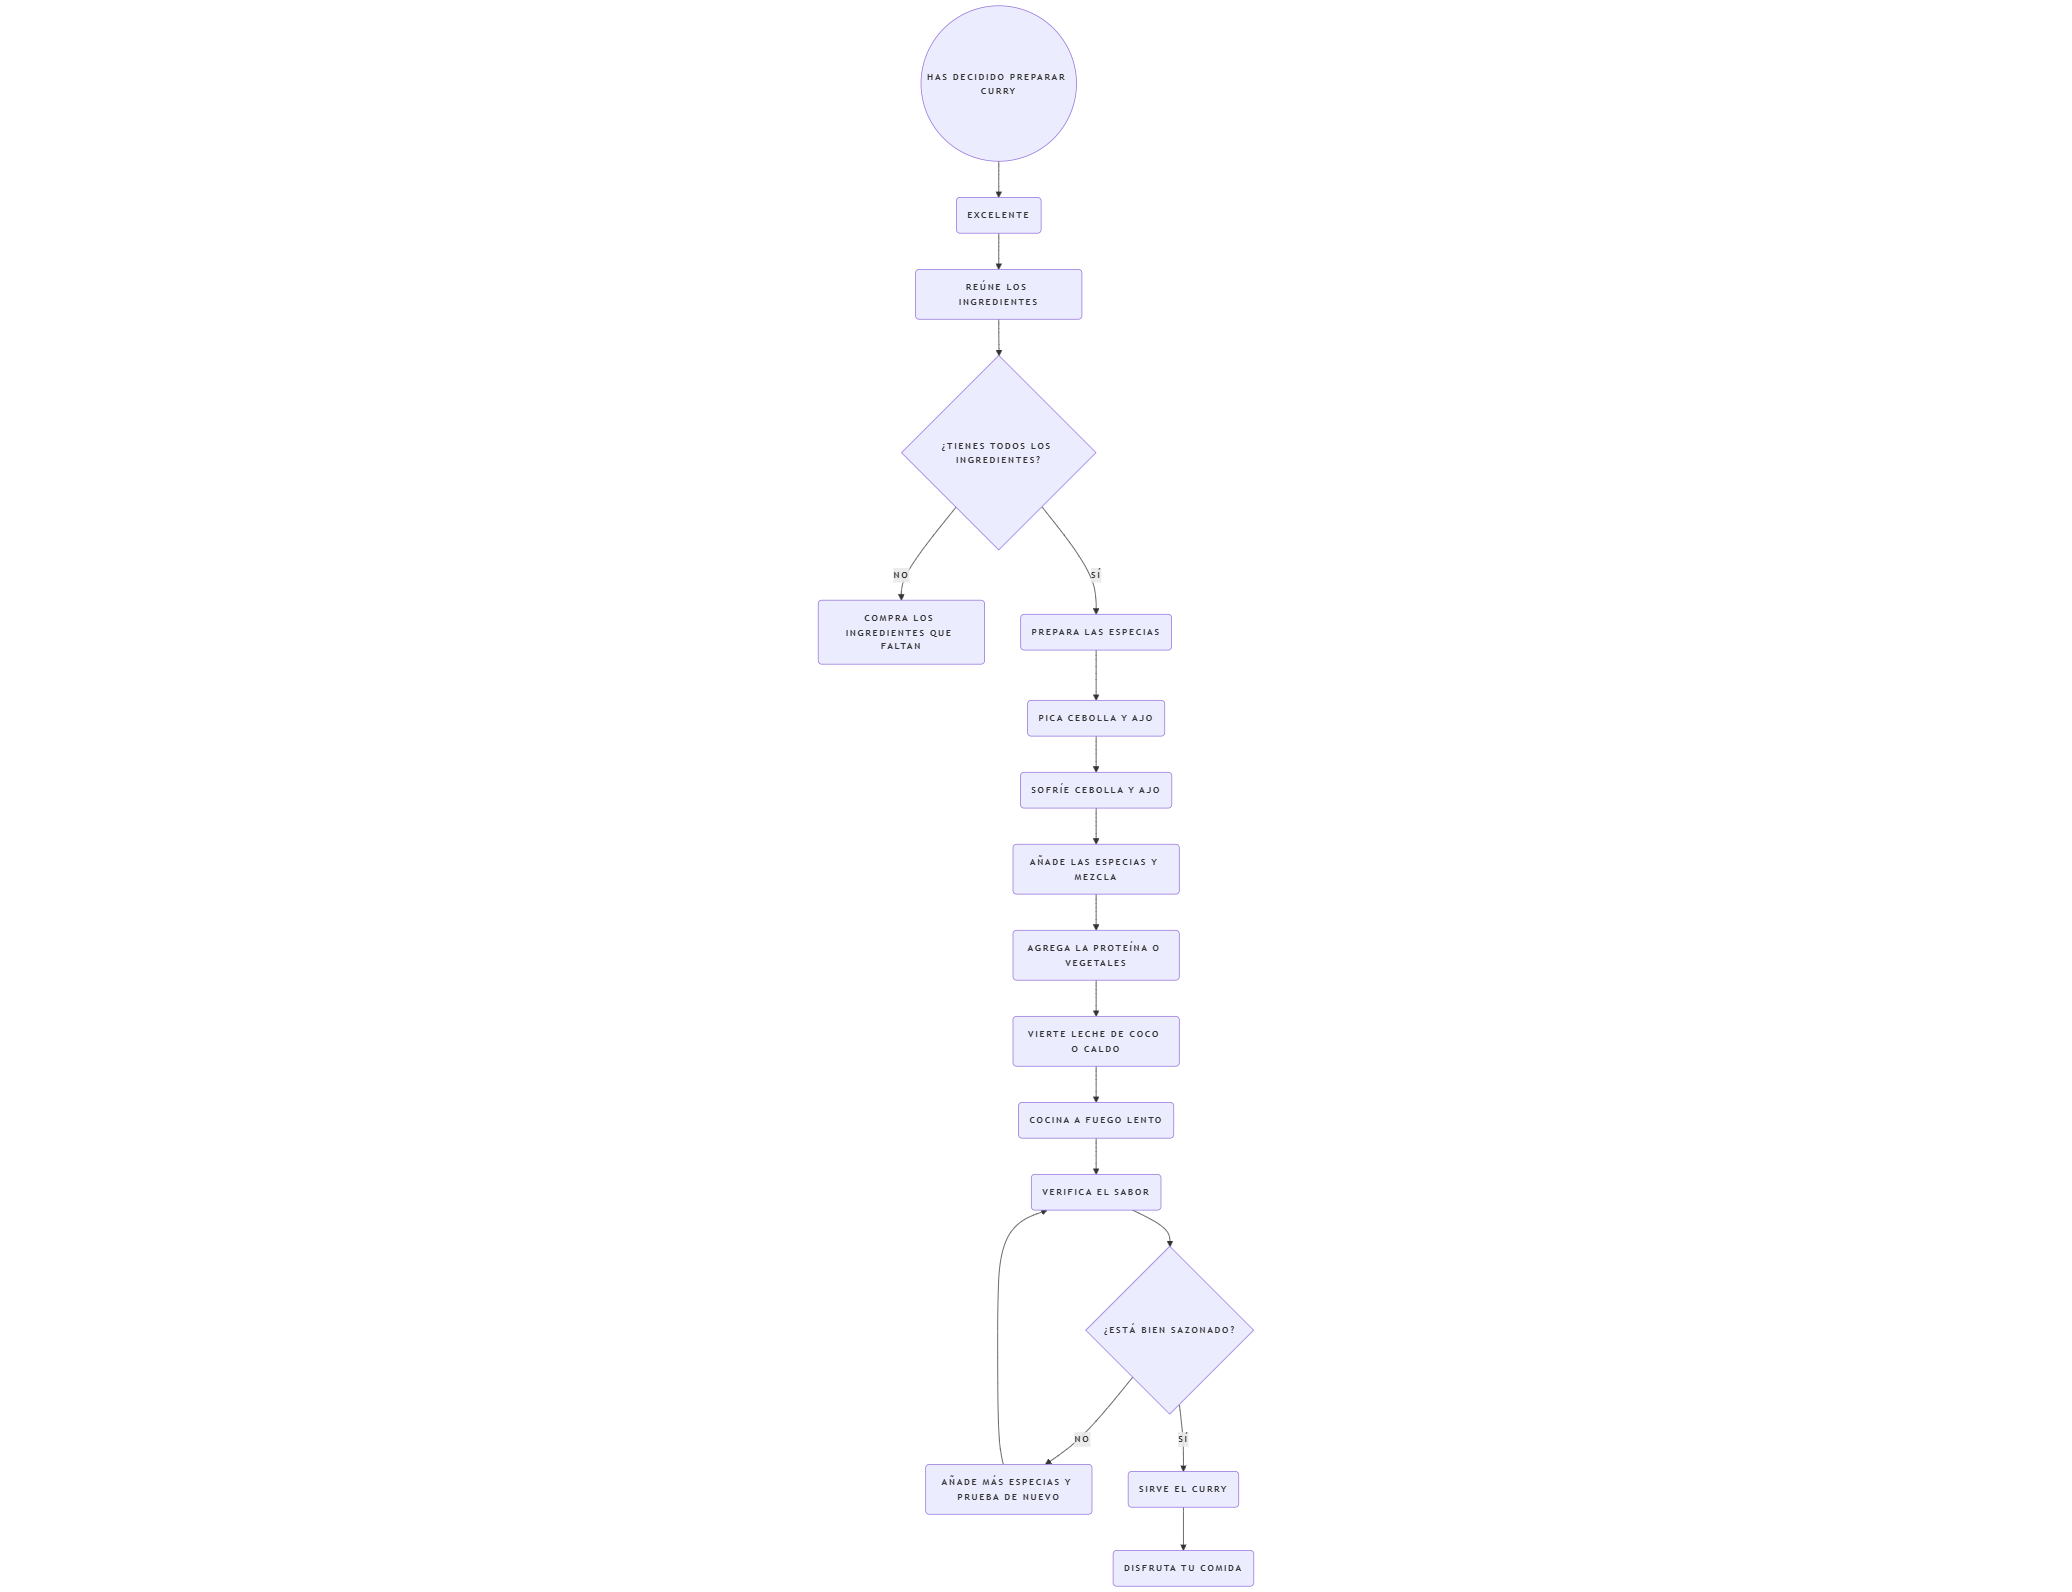 HAS DECIDIDO PREPARAR
CURRY
EXCELENTE
REÚNE LOS
INGREDIENTES
¿TIENES TODOS LOS
INGREDIENTES?
NO
SÍ
COMPRA LOS
INGREDIENTES QUE
FALTAN
PREPARA LAS ESPECIAS
PICA CEBOLLA Y AJO
SOFRÍE CEBOLLA Y AJO
AÑADE LAS ESPECIAS Y
MEZCLA
AGREGA LA PROTEÍNA O
VEGETALES
VIERTE LECHE DE COCO
O CALDO
COCINA A FUEGO LENTO
VERIFICA EL SABOR
¿ESTÁ BIEN SAZONADO?
NO
SÍ
AÑADE MÁS ESPECIAS Y
PRUEBA DE NUEVO
SIRVE EL CURRY
DISFRUTA TU COMIDA